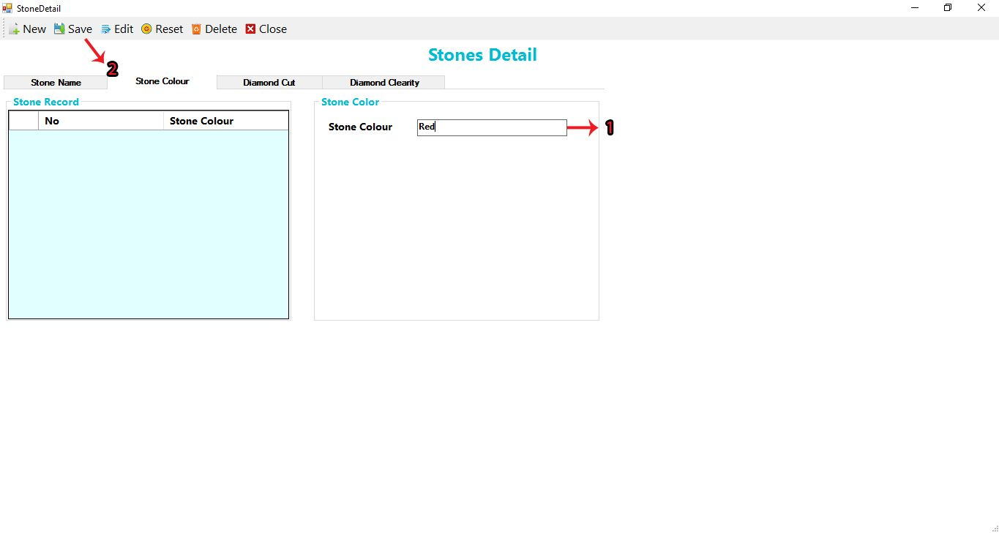 StoneDetail
New Save Edit Reset Delete Close
Stones Detail
2
Stone Name Stone Colour Diamond Cut Diamond Clearity
Stone Record
No Stone Colour
Stone Color
Stone Colour Red 1